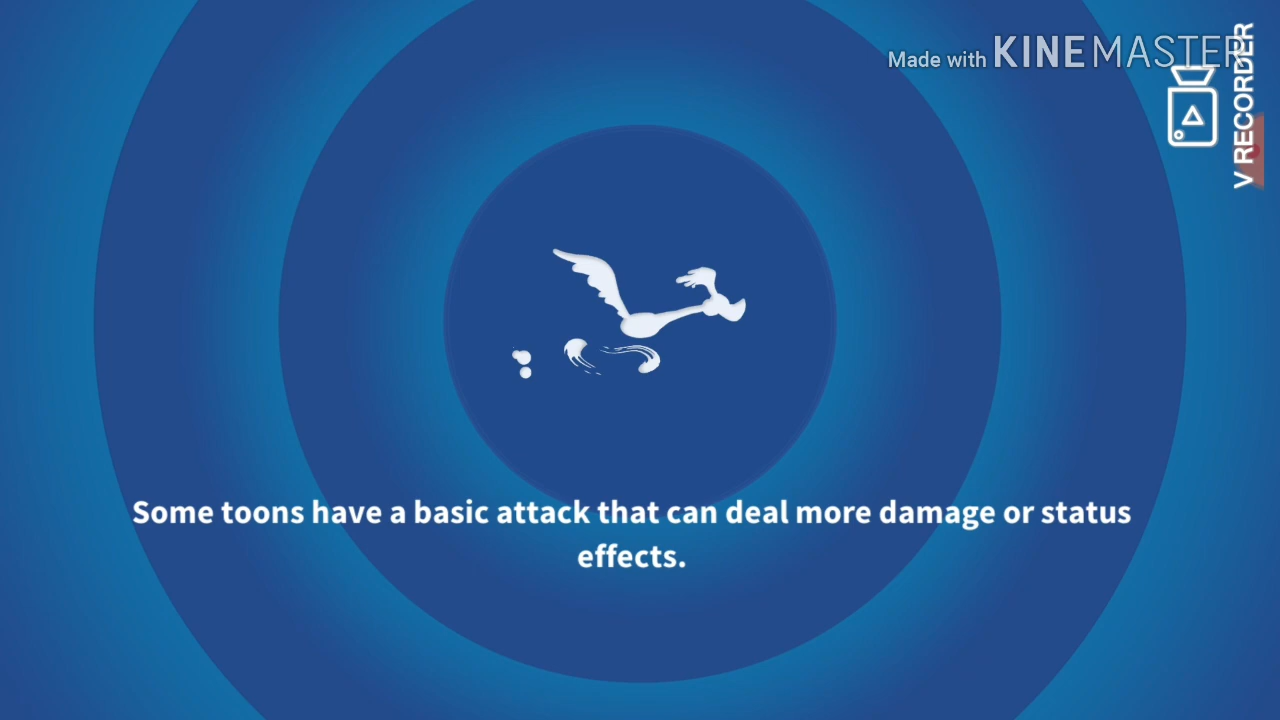 Made with KINEMASTER
V RECORDER
Some toons have a basic attack that can deal more damage or status
effects.